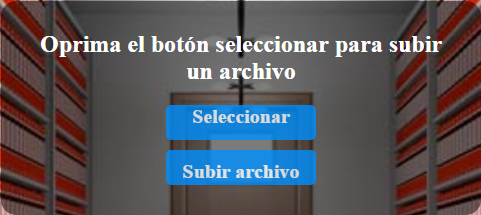 Oprima el botón seleccionar para subir
un archivo
Seleccionar
Subir archivo